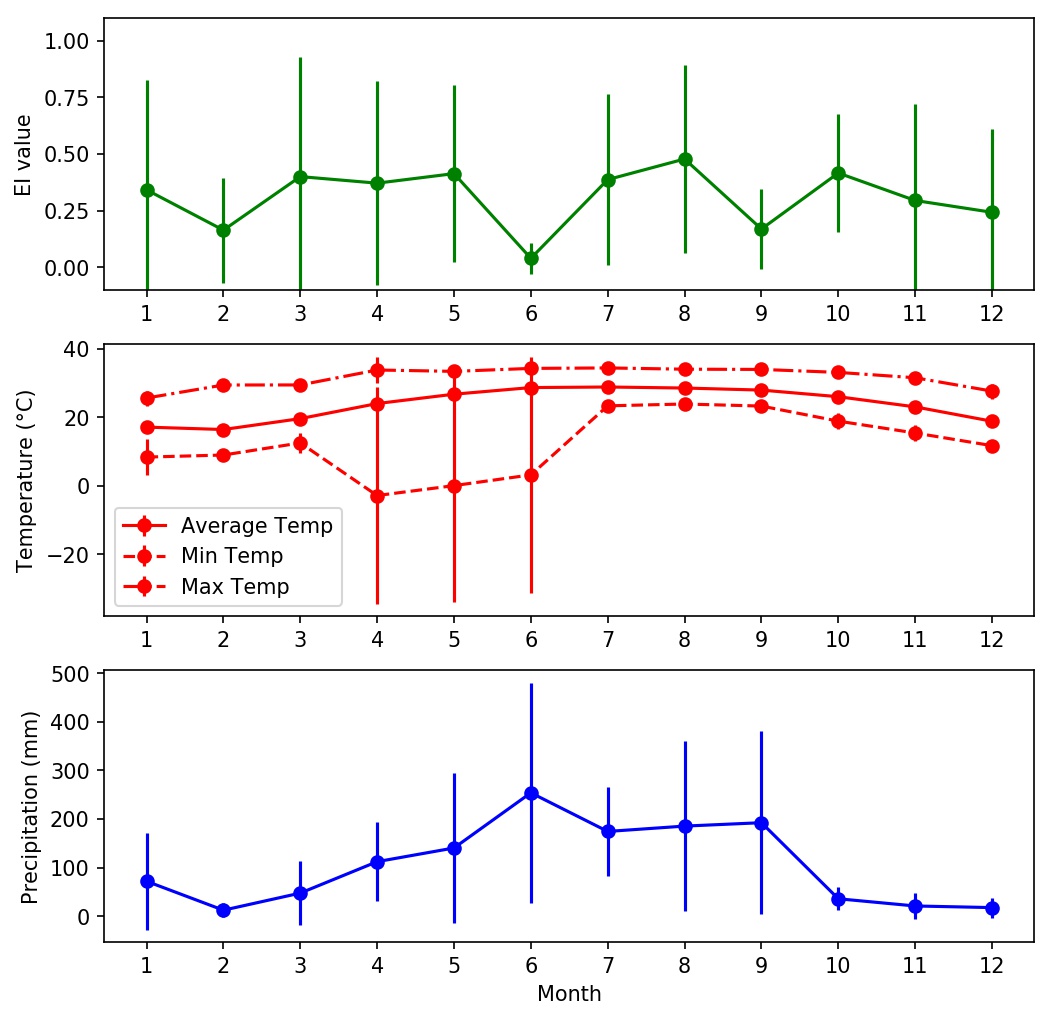 EI value
1.00
0.75
0.50
0.25
0.00
1 2 3 4 5 6 7 8 9 10 11 12
Temperature (°C)
40
20
0
−20
Average Temp
Min Temp
Max Temp
1 2 3 4 5 6 7 8 9 10 11 12
Precipitation (mm)
500
400
300
200
100
0
1 2 3 4 5 6 7 8 9 10 11 12
Month